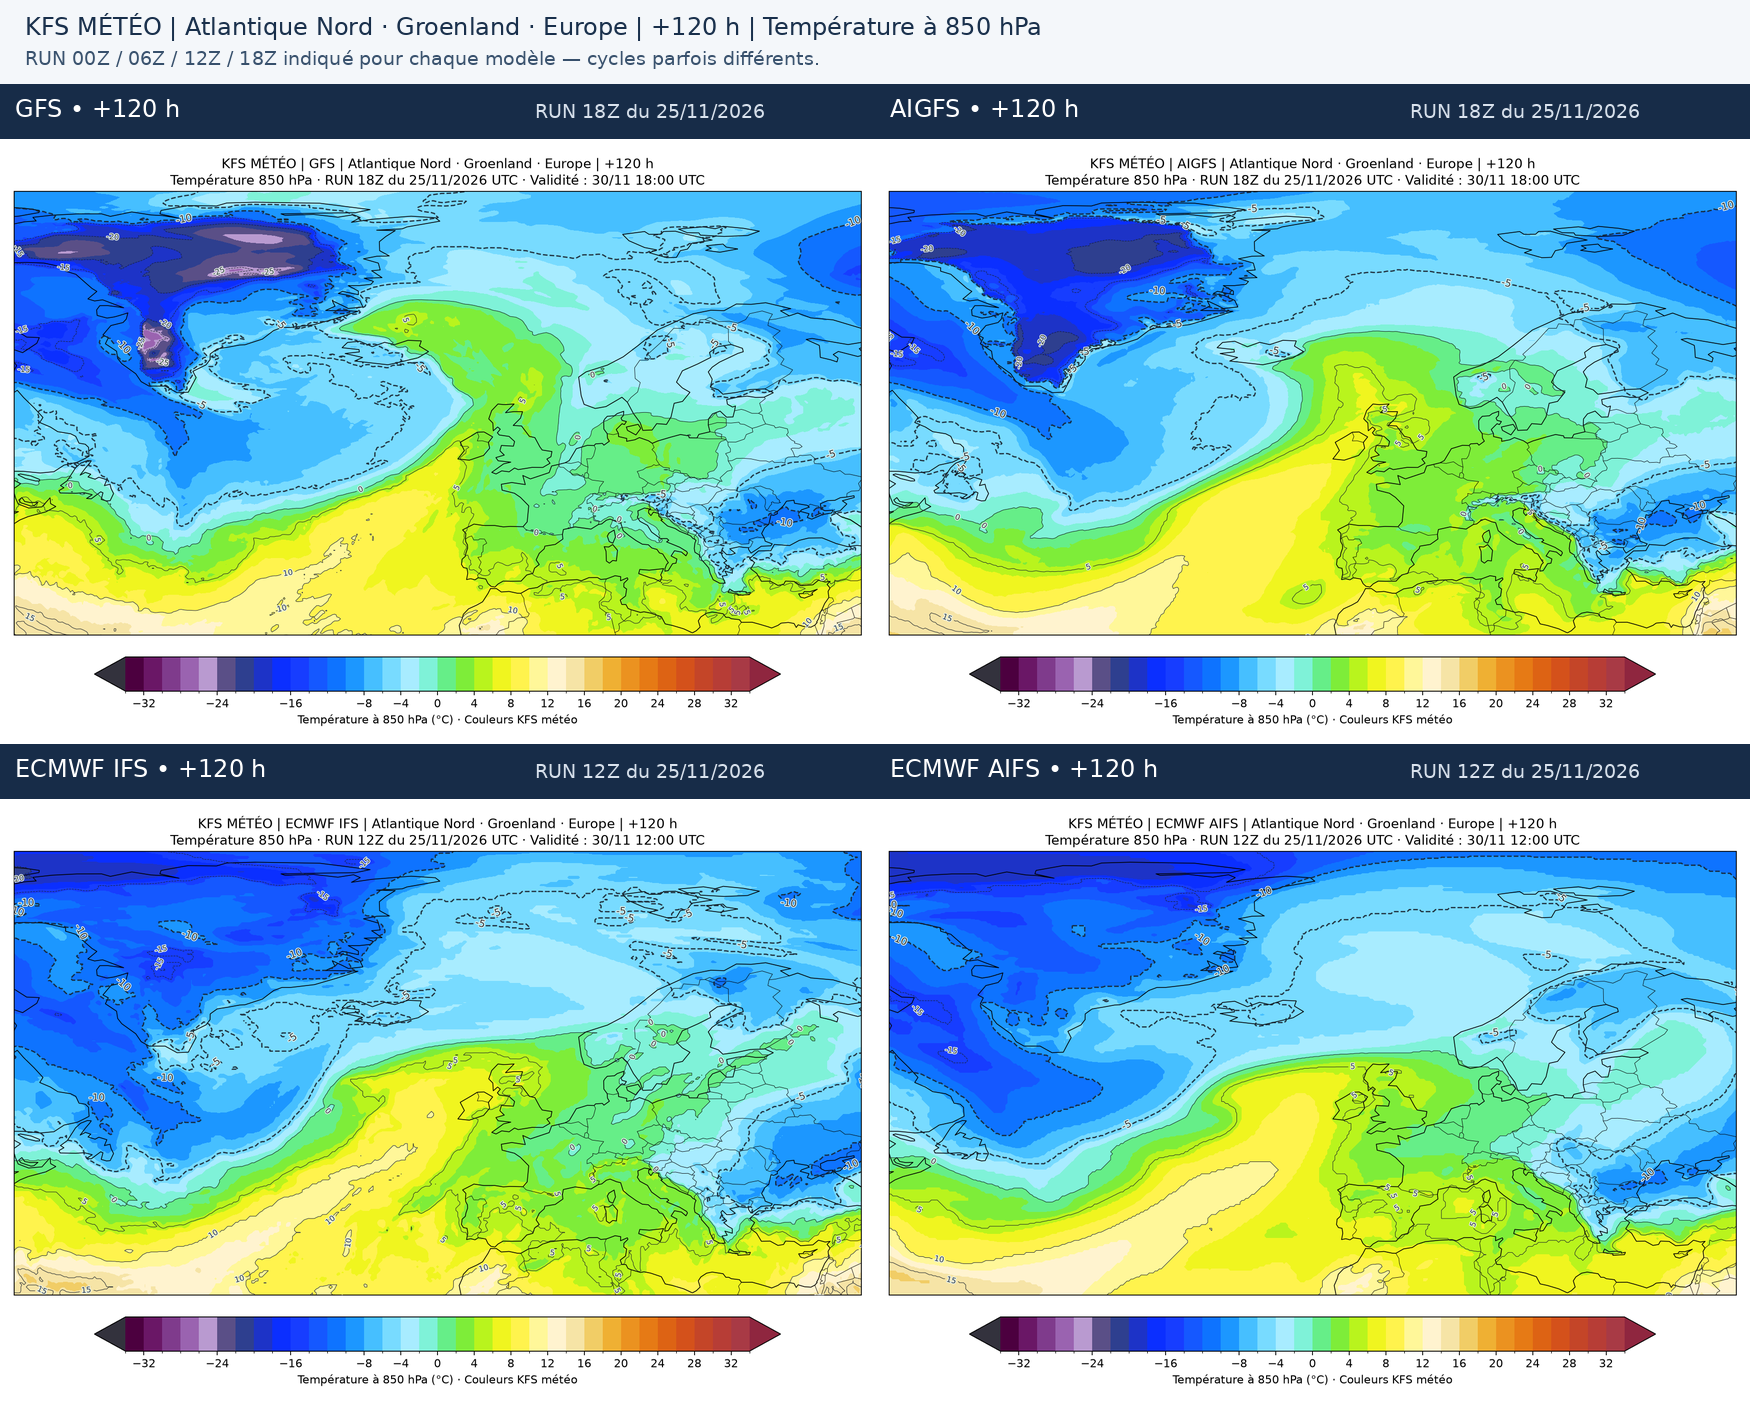 KFS MÉTÉO | Atlantique Nord · Groenland · Europe | +120 h | Température à 850 hPa
RUN 00Z / 06Z / 12Z / 18Z indiqué pour chaque modèle — cycles parfois différents.
GFS • +120 h
RUN 18Z du 25/11/2026
AIGFS • +120 h
RUN 18Z du 25/11/2026
KFS MÉTÉO | GFS | Atlantique Nord · Groenland · Europe | +120 h
Température 850 hPa · RUN 18Z du 25/11/2026 UTC · Validité : 30/11 18:00 UTC
KFS MÉTÉO | AIGFS | Atlantique Nord · Groenland · Europe | +120 h
Température 850 hPa · RUN 18Z du 25/11/2026 UTC · Validité : 30/11 18:00 UTC
−32 −24 −16 −8 −4 0 4 8 12 16 20 24 28 32
Température à 850 hPa (°C) · Couleurs KFS météo
−32 −24 −16 −8 −4 0 4 8 12 16 20 24 28 32
Température à 850 hPa (°C) · Couleurs KFS météo
ECMWF IFS • +120 h
RUN 12Z du 25/11/2026
ECMWF AIFS • +120 h
RUN 12Z du 25/11/2026
KFS MÉTÉO | ECMWF IFS | Atlantique Nord · Groenland · Europe | +120 h
Température 850 hPa · RUN 12Z du 25/11/2026 UTC · Validité : 30/11 12:00 UTC
KFS MÉTÉO | ECMWF AIFS | Atlantique Nord · Groenland · Europe | +120 h
Température 850 hPa · RUN 12Z du 25/11/2026 UTC · Validité : 30/11 12:00 UTC
−32 −24 −16 −8 −4 0 4 8 12 16 20 24 28 32
Température à 850 hPa (°C) · Couleurs KFS météo
−32 −24 −16 −8 −4 0 4 8 12 16 20 24 28 32
Température à 850 hPa (°C) · Couleurs KFS météo